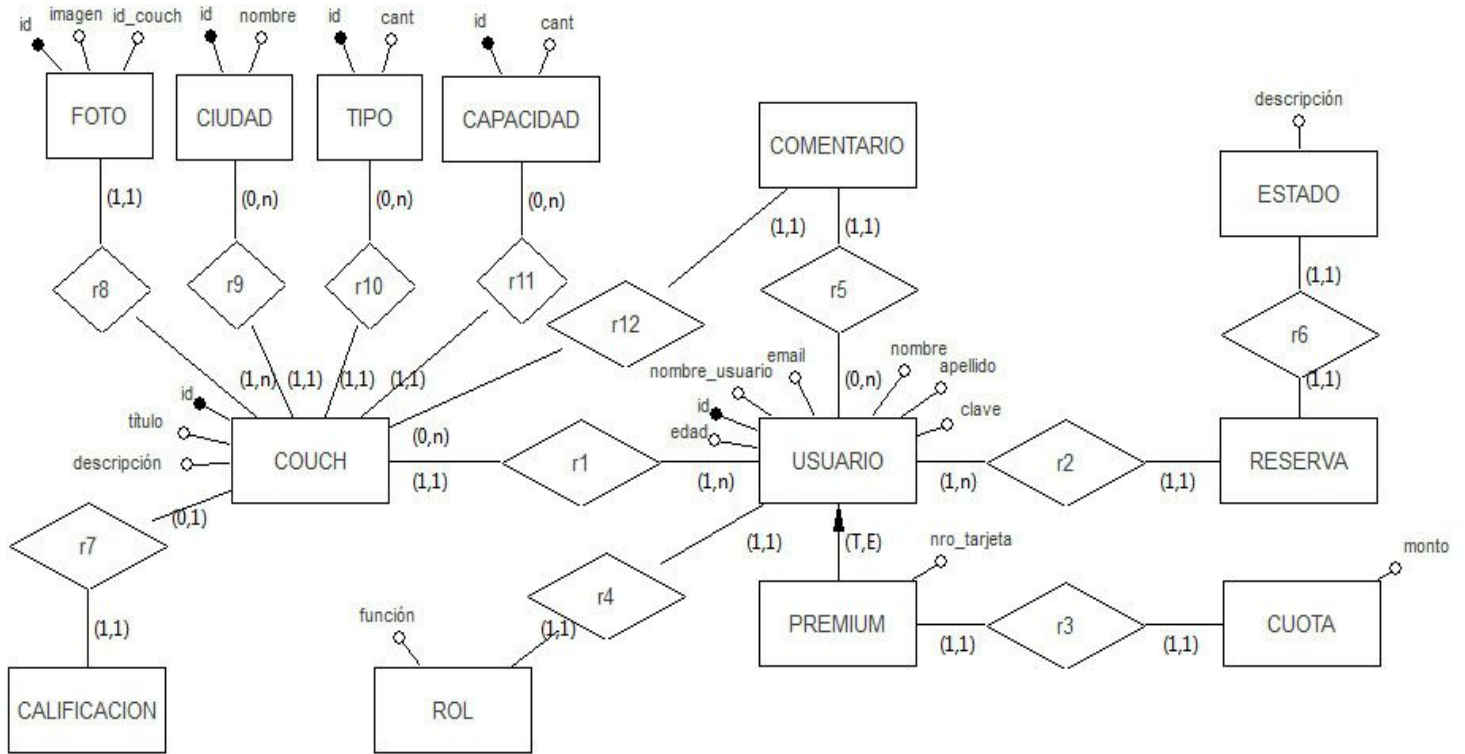 id
imagen
id_couch
id
nombre
id
cant
id
cant
FOTO
CIUDAD
TIPO
CAPACIDAD
COMENTARIO
descripción
ESTADO
(1,1)
(0,n)
(0,n)
(0,n)
(1,1)
(1,1)
(1,1)
r8
r9
r10
r11
r12
r5
r6
(1,n)
(1,1)
(1,1)
(1,1)
(0,n)
(1,1)
id
título
descripción
COUCH
(0,n)
(1,1)
r1
nombre_usuario
email
nombre
apellido
id
clave
edad
USUARIO
(1,n)
(1,n)
r2
(1,1)
RESERVA
(0,1)
r7
(1,1)
CALIFICACION
(1,1)
r4
(1,1)
función
ROL
(T,E)
nro_tarjeta
PREMIUM
(1,1)
r3
(1,1)
monto
CUOTA